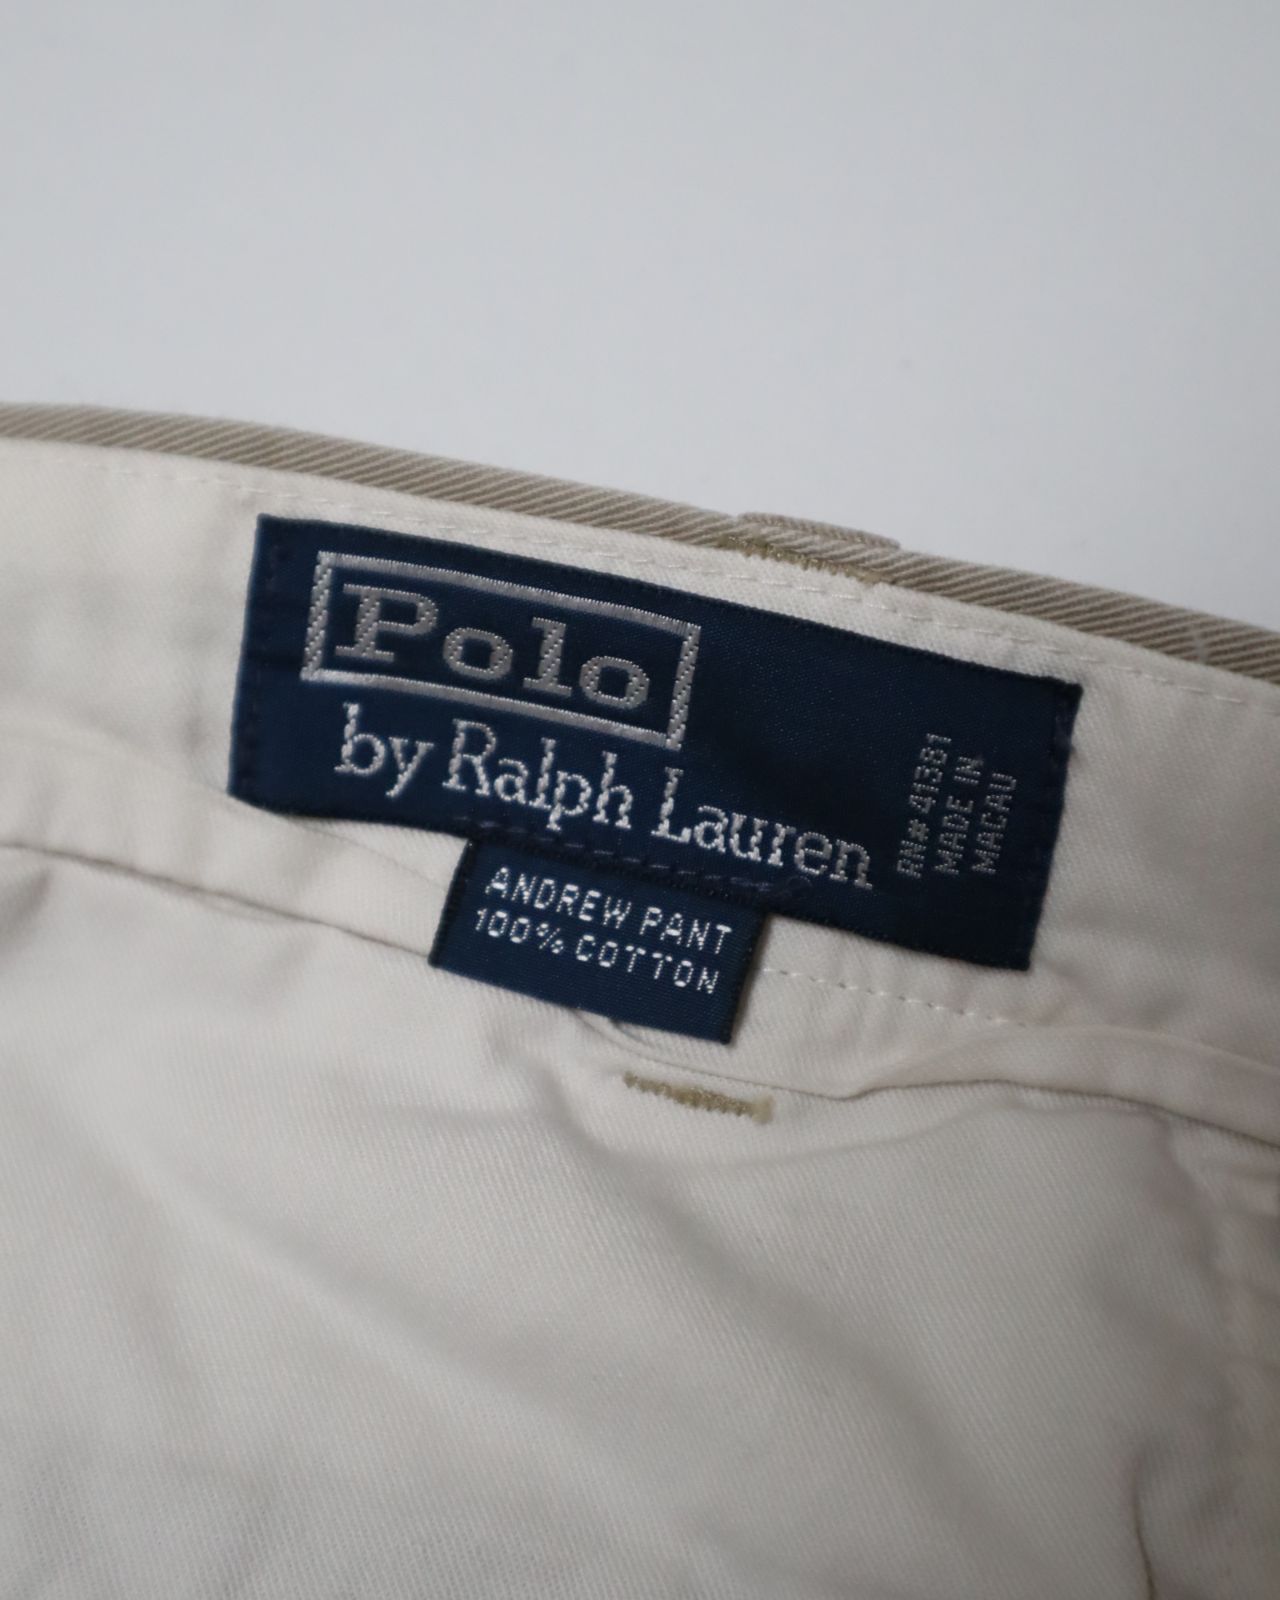 Polo
by Ralph Lauren
RN# 41381
MADE IN
MACAU
ANDREW PANT
100% COTTON